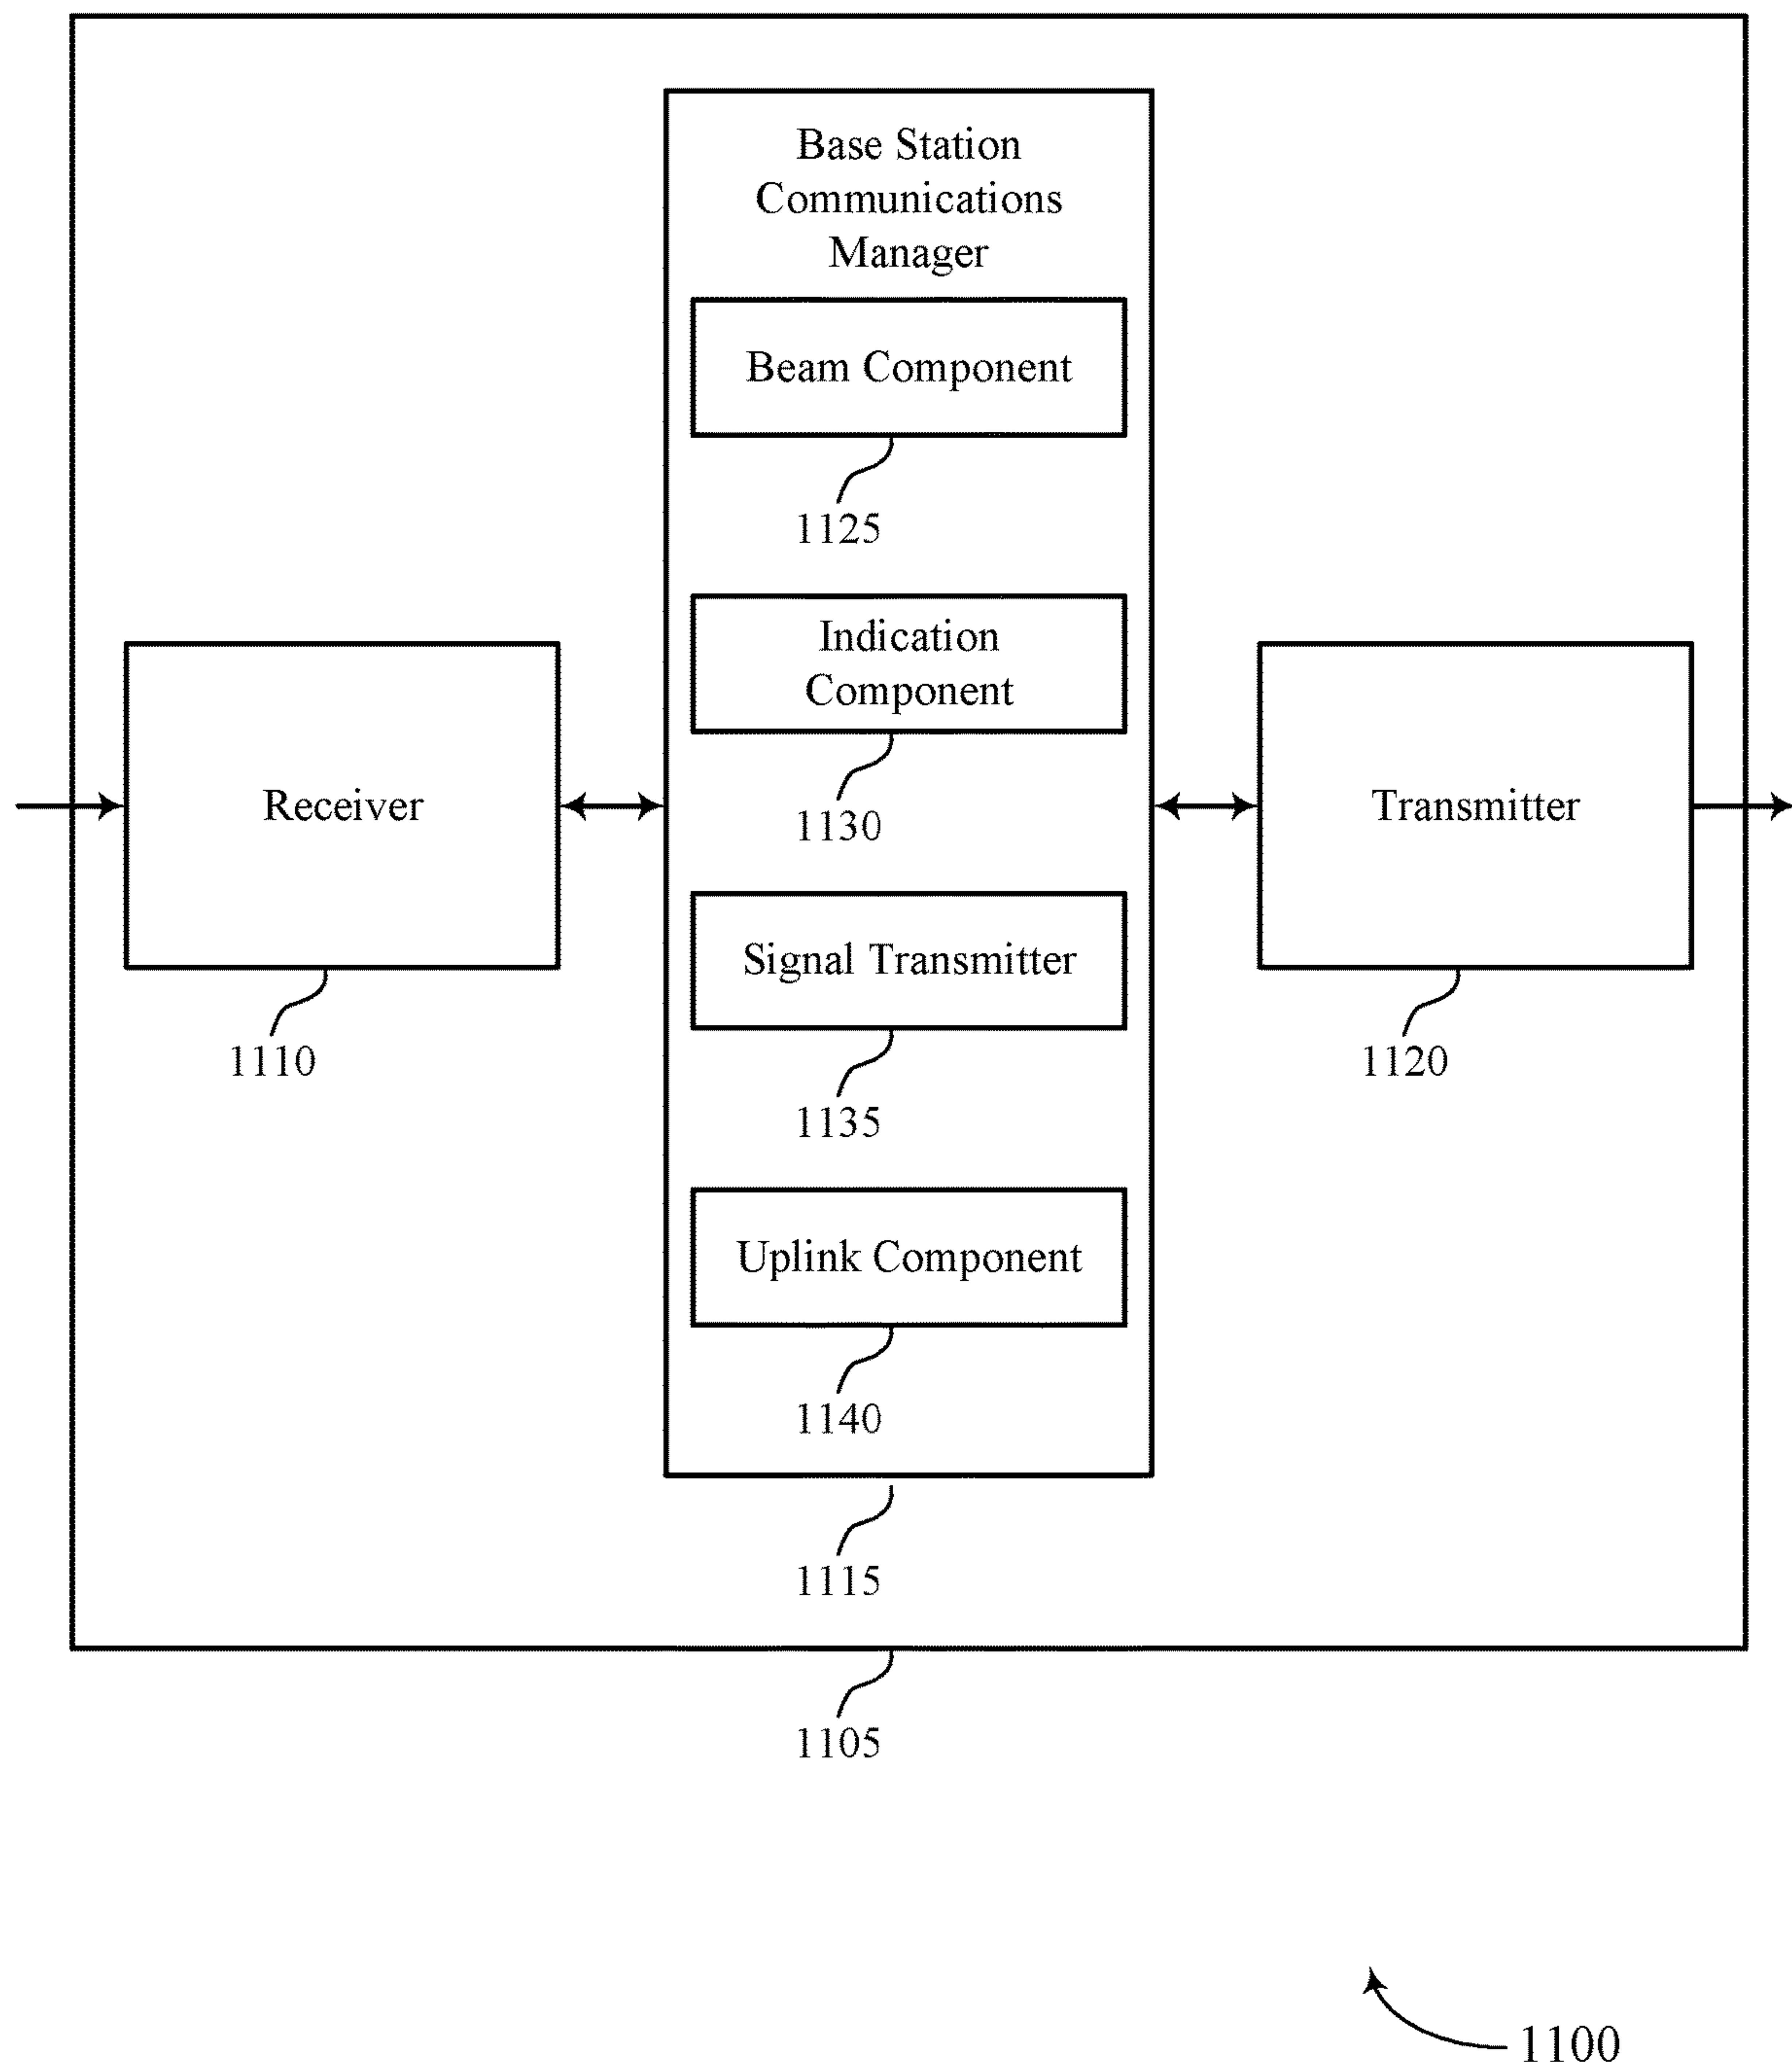 Base Station
Communications
Manager
Beam Component
1125
Indication
Component
1130
Receiver
Transmitter
Signal Transmitter
1110
1120
1135
Uplink Component
1140
1115
1105
1100